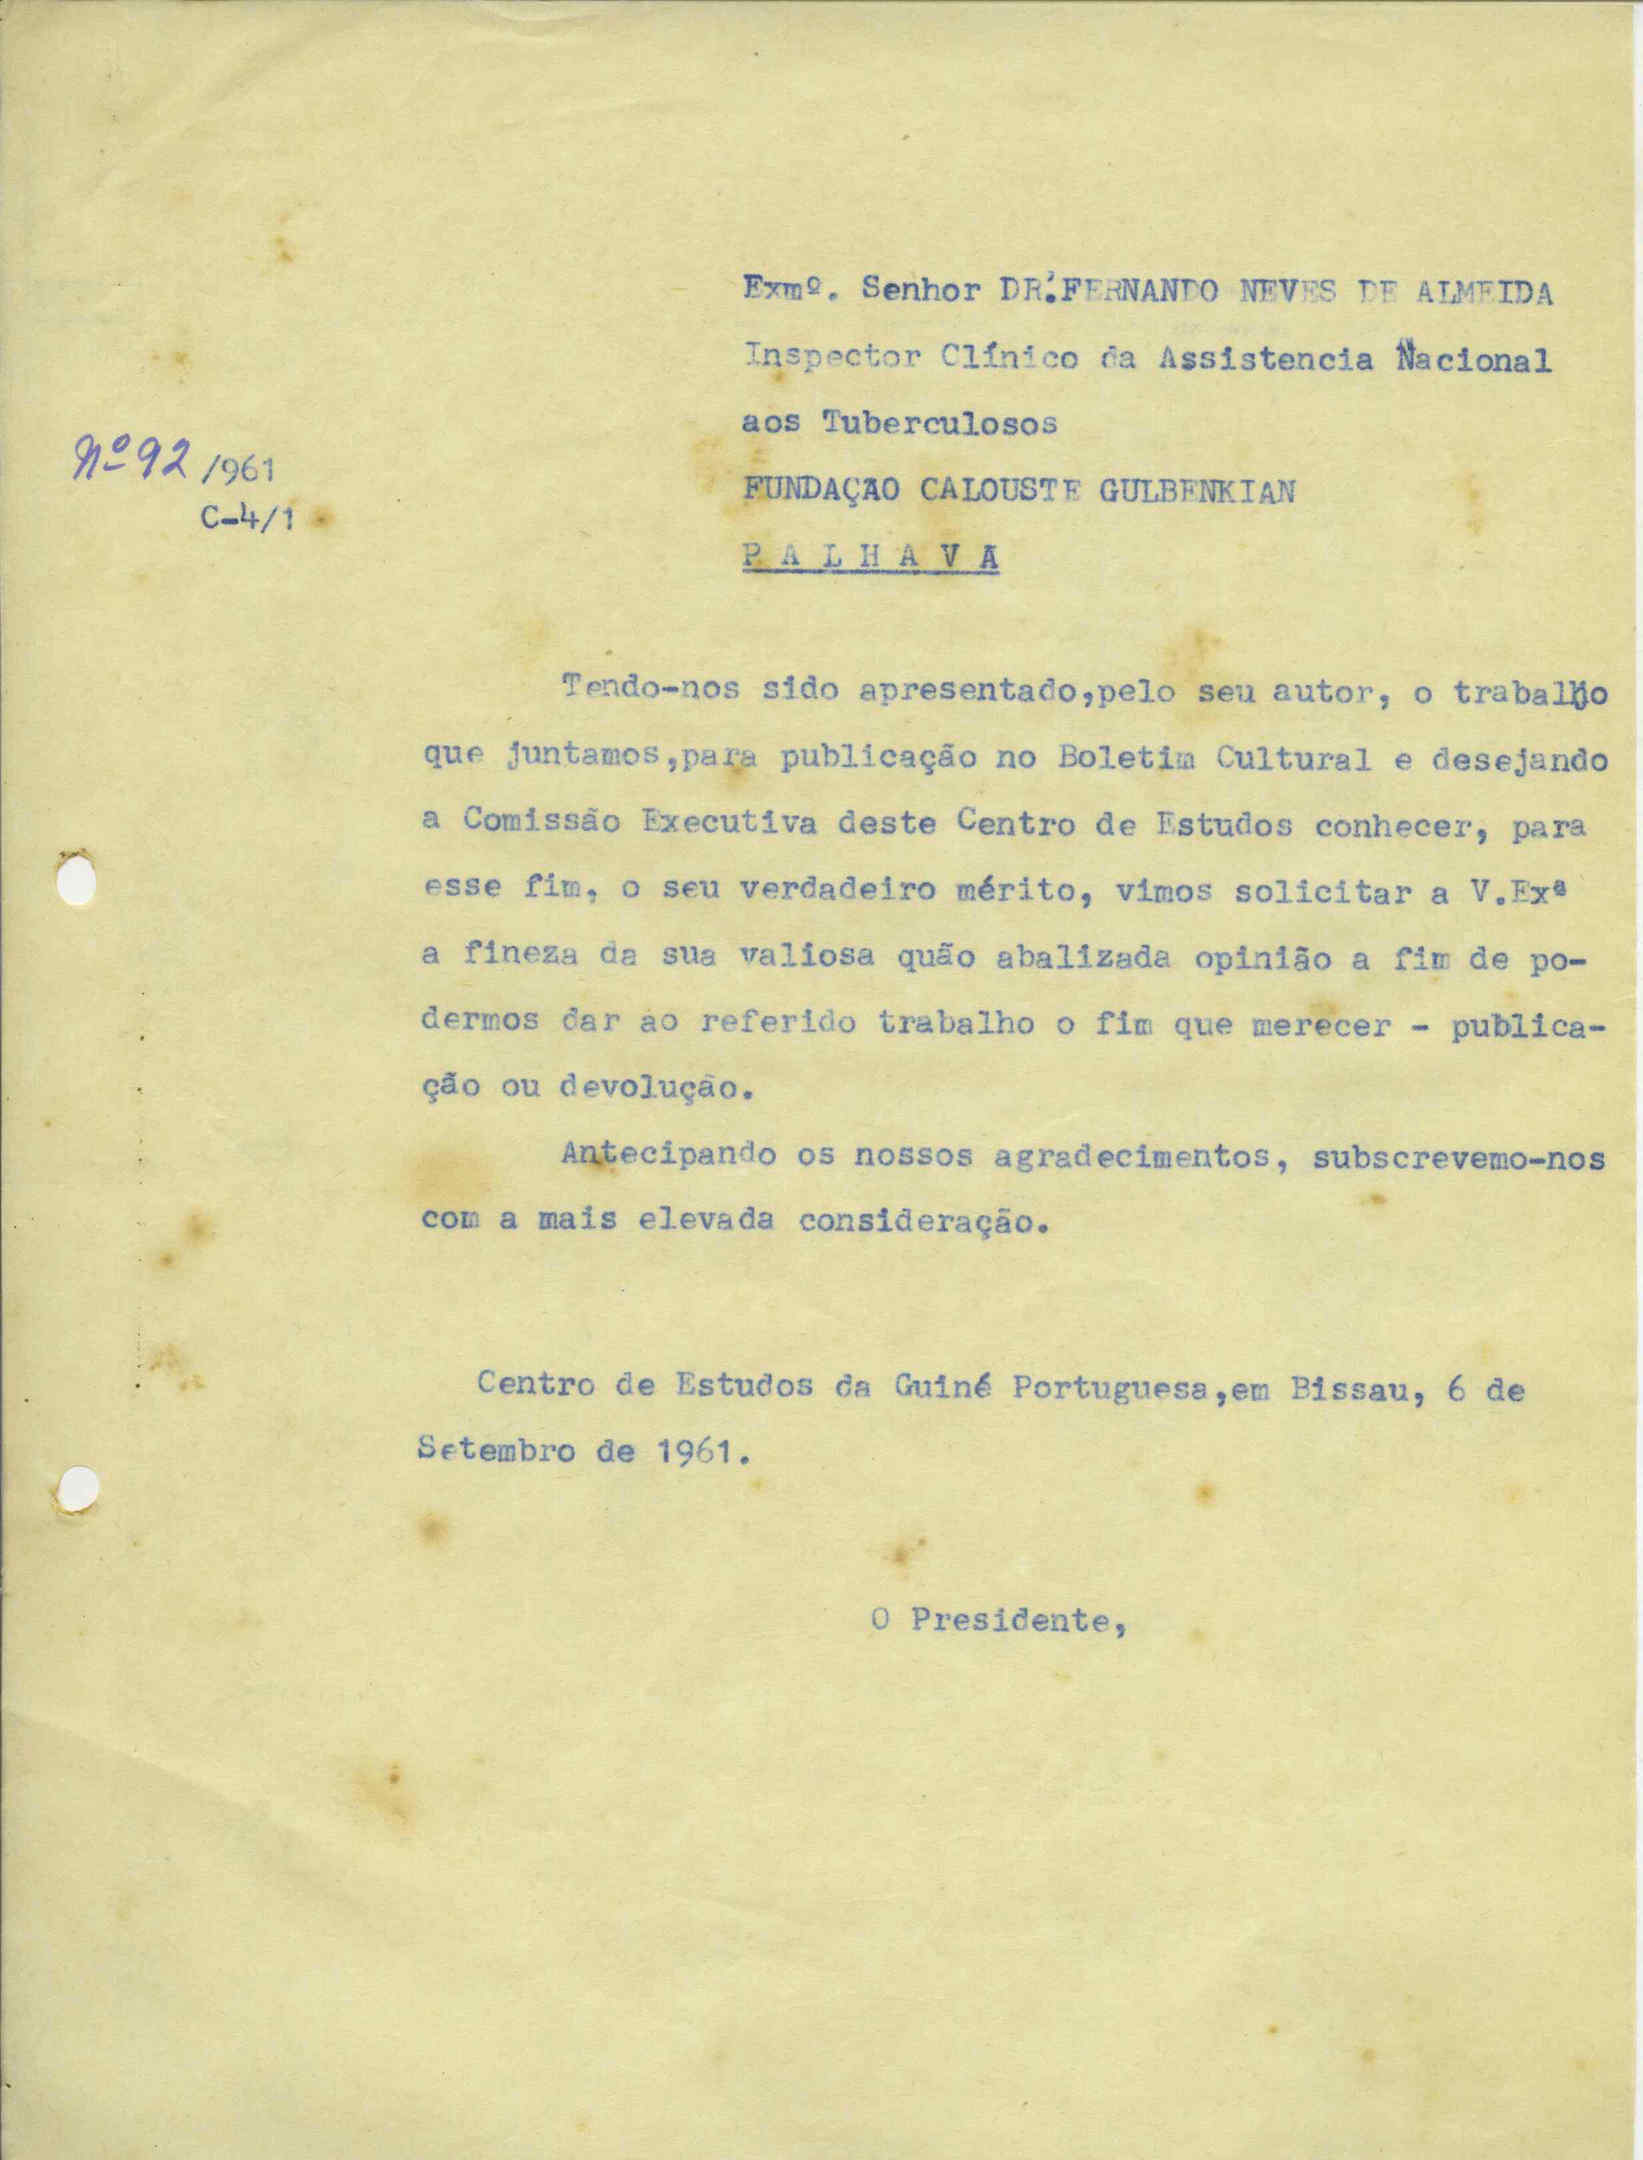 Exmº. Senhor DR.FERNANDO NEVES DE ALMEIDA
Inspector Clínico da Assistencia Nacional
aos Tuberculosos
Nº 92 /961
FUNDAÇAO CALOUSTE GULBENKIAN
C-4/1
P A L H A V A
Tendo-nos sido apresentado,pelo seu autor, o trabalho
que juntamos,para publicação no Boletim Cultural e desejando
a Comissão Executiva deste Centro de Estudos conhecer, para
esse fim, o seu verdadeiro mérito, vimos solicitar a V.Exª
a fineza da sua valiosa quão abalizada opinião a fim de po-
dermos dar ao referido trabalho o fim que merecer - publica-
ção ou devolução.
Antecipando os nossos agradecimentos, subscrevemo-nos
com a mais elevada consideração.
Centro de Estudos da Guiné Portuguesa,em Bissau, 6 de
Setembro de 1961.
O Presidente,